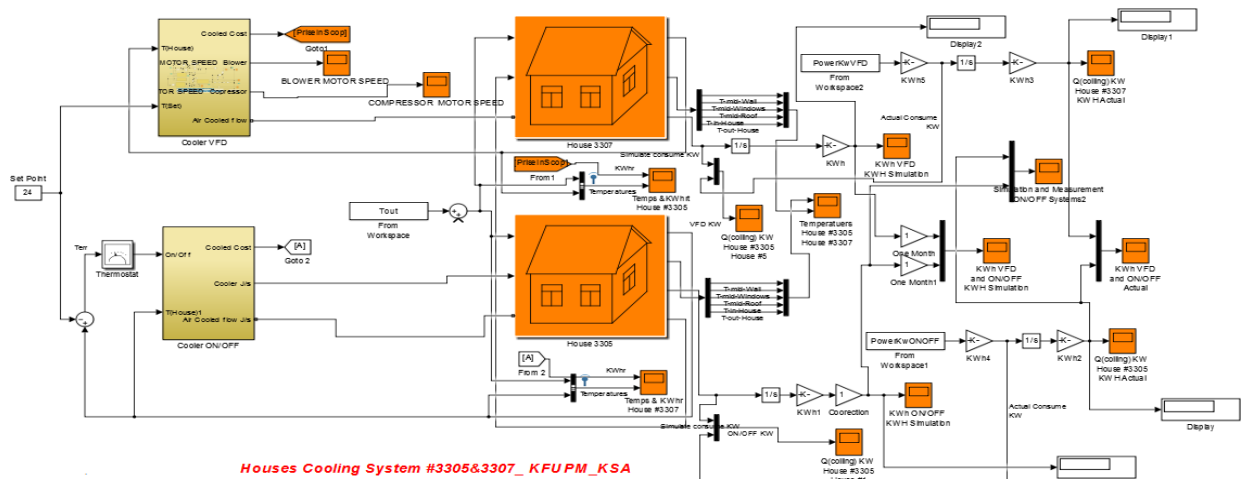 Cooled Cost
[PriseInScop]
Goto1
T(House)
MOTOR SPEED Blower
BLOWER MOTOR SPEED
TOR SPEED Copressor
COMPRESSOR MOTOR SPEED
T(Set)
Air Cooled flow
Cooler VFD
House 3307
T-mid-Wall
T-mid-Windows
T-mid-Roof
T-in-House
T-out-House
Display2
Display1
PowerKwVFD
From
Workspace2
-K-
KWh5
1/s
-K-
KWh3
Q(colling) KW
House #3307
KWH Actual
Actual Consume
KW
Simulate consume KW
1/s
-K-
KWh
KWh VFD
KWH Simulation
Set Point
24
[PriseInScop]
From1
KWhr
Temperatures
Temps & KWhrlt
House #3305
Tout
From
Workspace
VFD KW
Q(colling) KW
House #3305
House #5
Temperatuers
House #3305
House #3307
Simulation and Measurement
ON/OFF Systems2
1
One Month
1
One Month1
KWh VFD
and ON/OFF
KWH Simulation
KWh VFD
and ON/OFF
Actual
Terr
Thermostat
On/Off
Cooled Cost
[A]
Goto 2
Cooler J/s
T(House)1
Air Cooled flow J/s
Cooler ON/OFF
House 3305
T-mid-Wall
T-mid-Windows
T-mid-Roof
T-in-House
T-out-House
PowerKwONOFF
From
Workspace1
-K-
KWh4
1/s
-K-
KWh2
Q(colling) KW
House #3305
KWH Actual
[A]
From 2
KWhr
Temperatures
Temps & KWhr
House #3307
1/s
-K-
KWh1
1
Coorection
KWh ON/OFF
KWH Simulation
Actual Consume
KW
Display
Simulate consume KW
ON/OFF KW
Q(colling) KW
House #3305
Houses Cooling System #3305&3307_ KFUPM_KSA